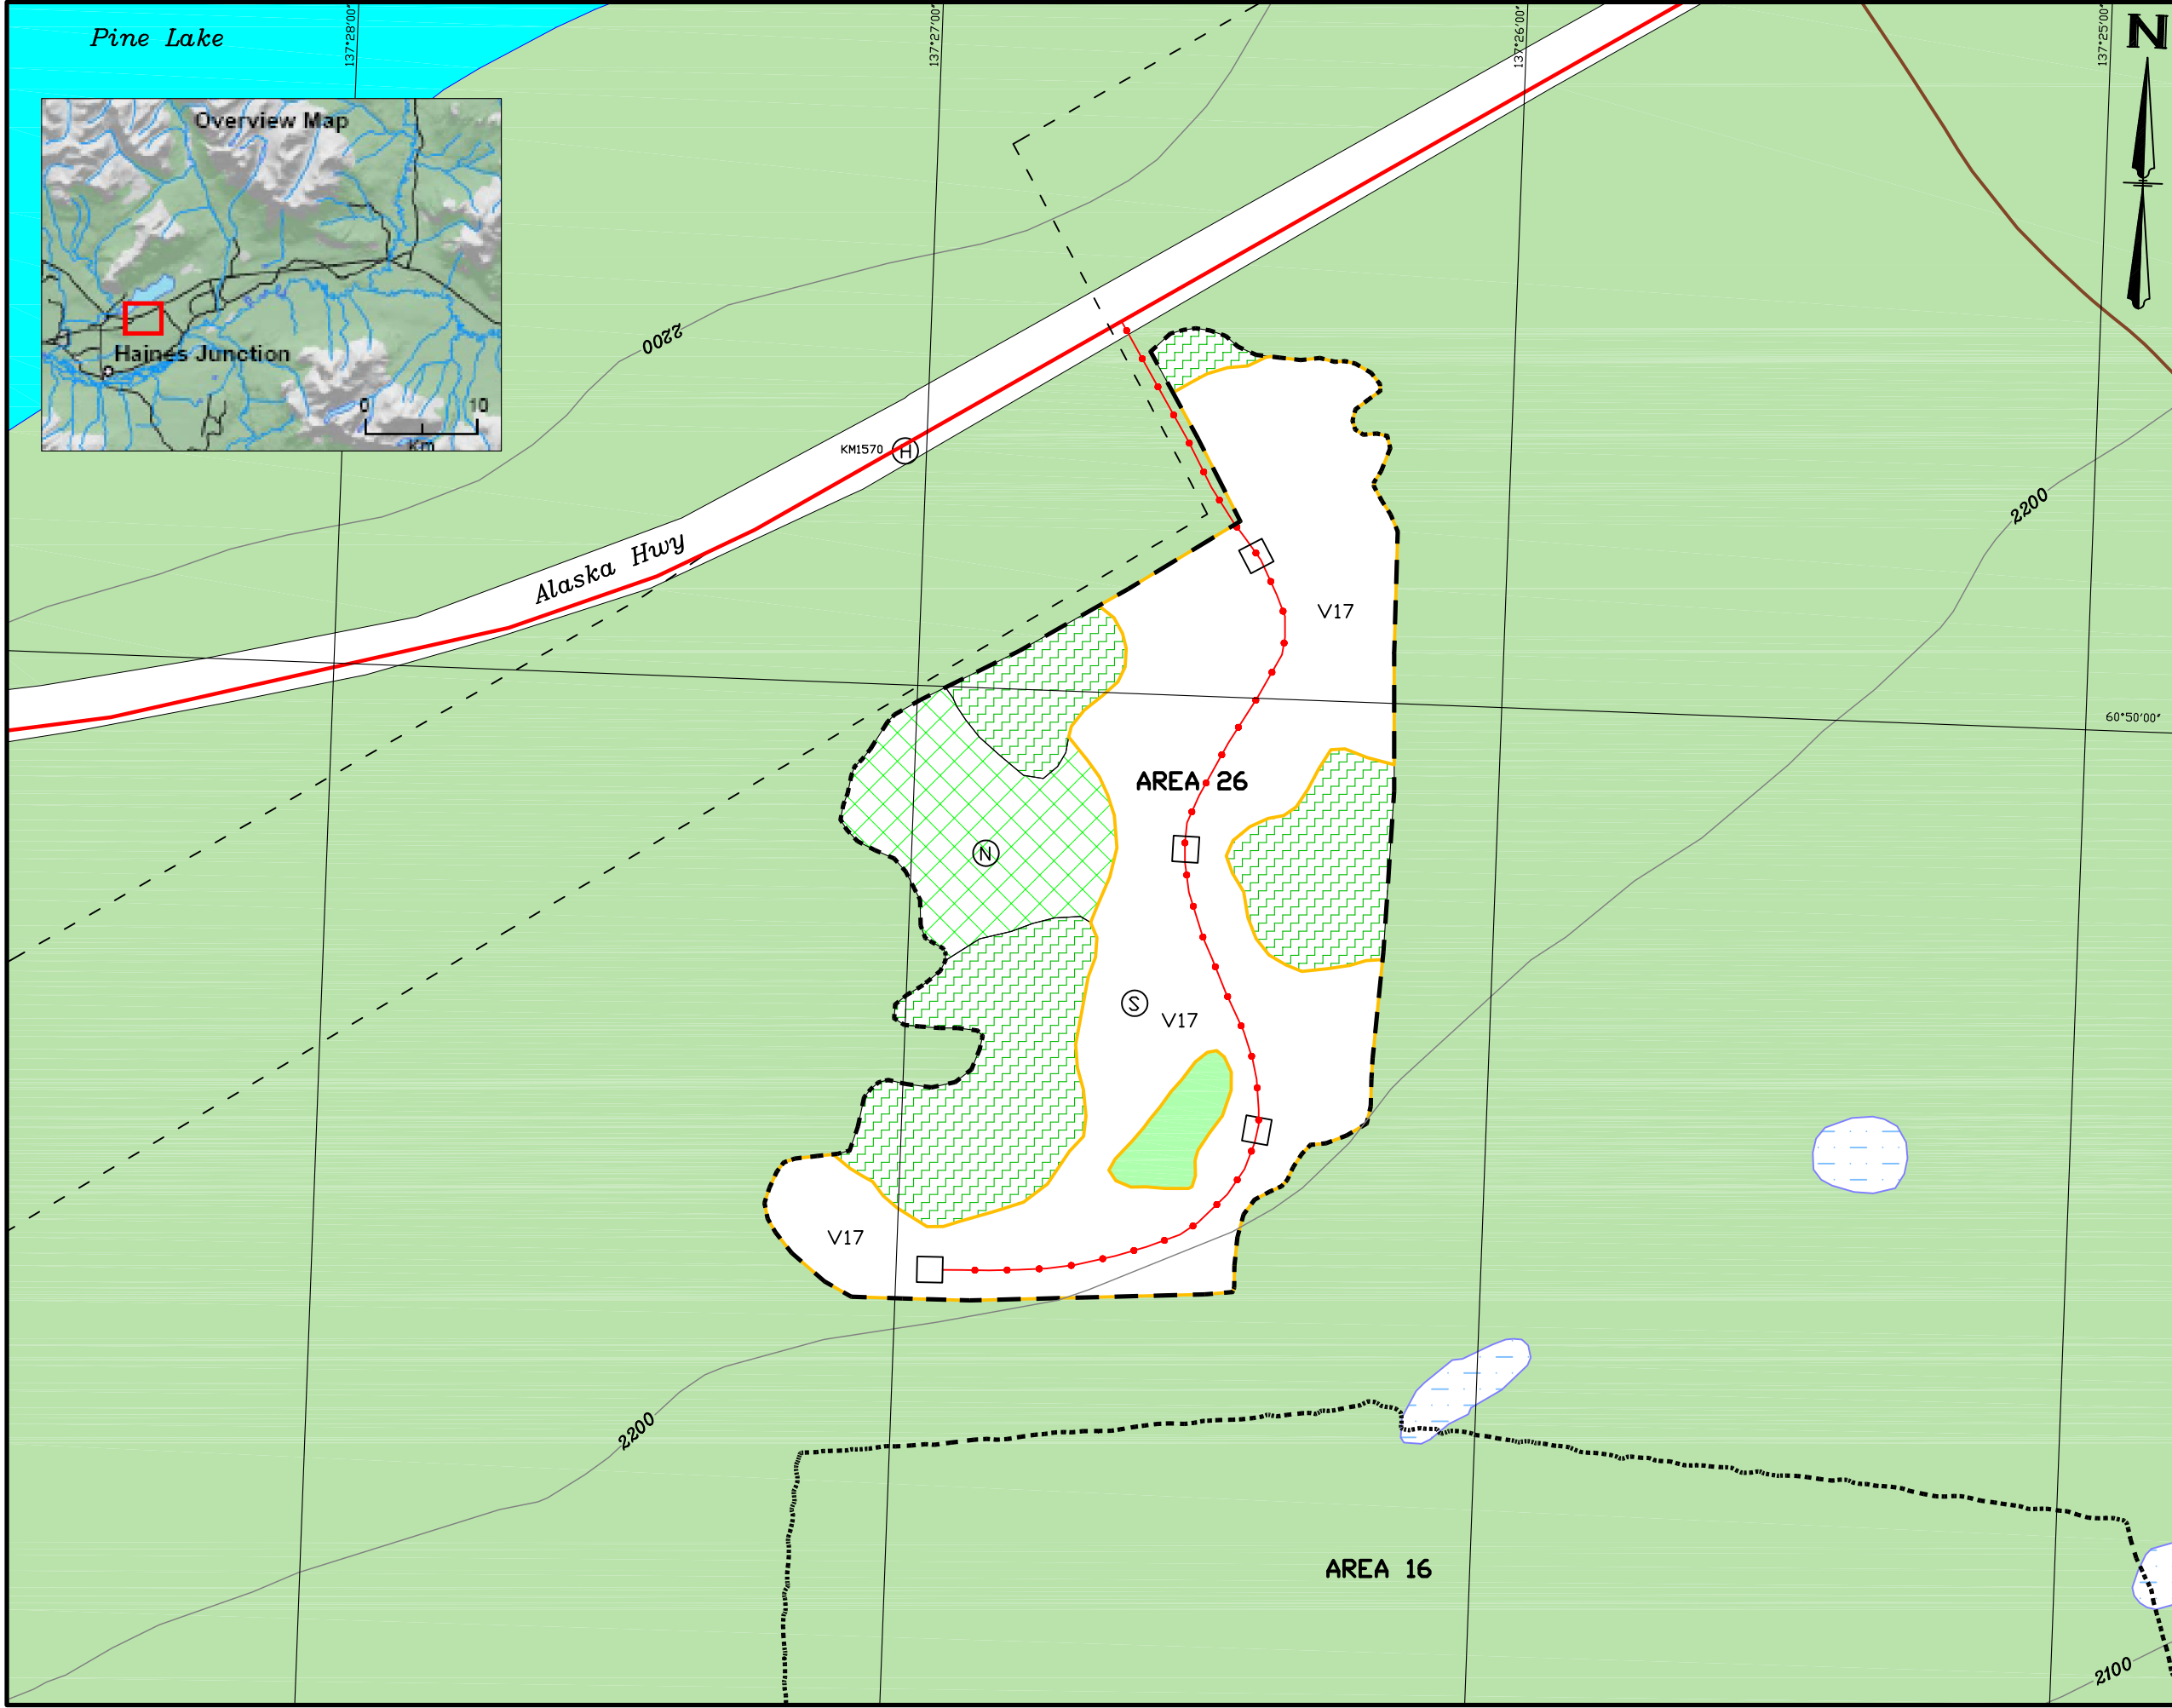 Pine Lake
137°28'00"
137°27'00"
137°26'00"
137°25'00"
N
Overview Map
Haines Junction
0 10
Km
2200
KM1570 H
Alaska Hwy
2200
V17
60°50'00"
AREA 26
N
S
V17
V17
2200
AREA 16
2100